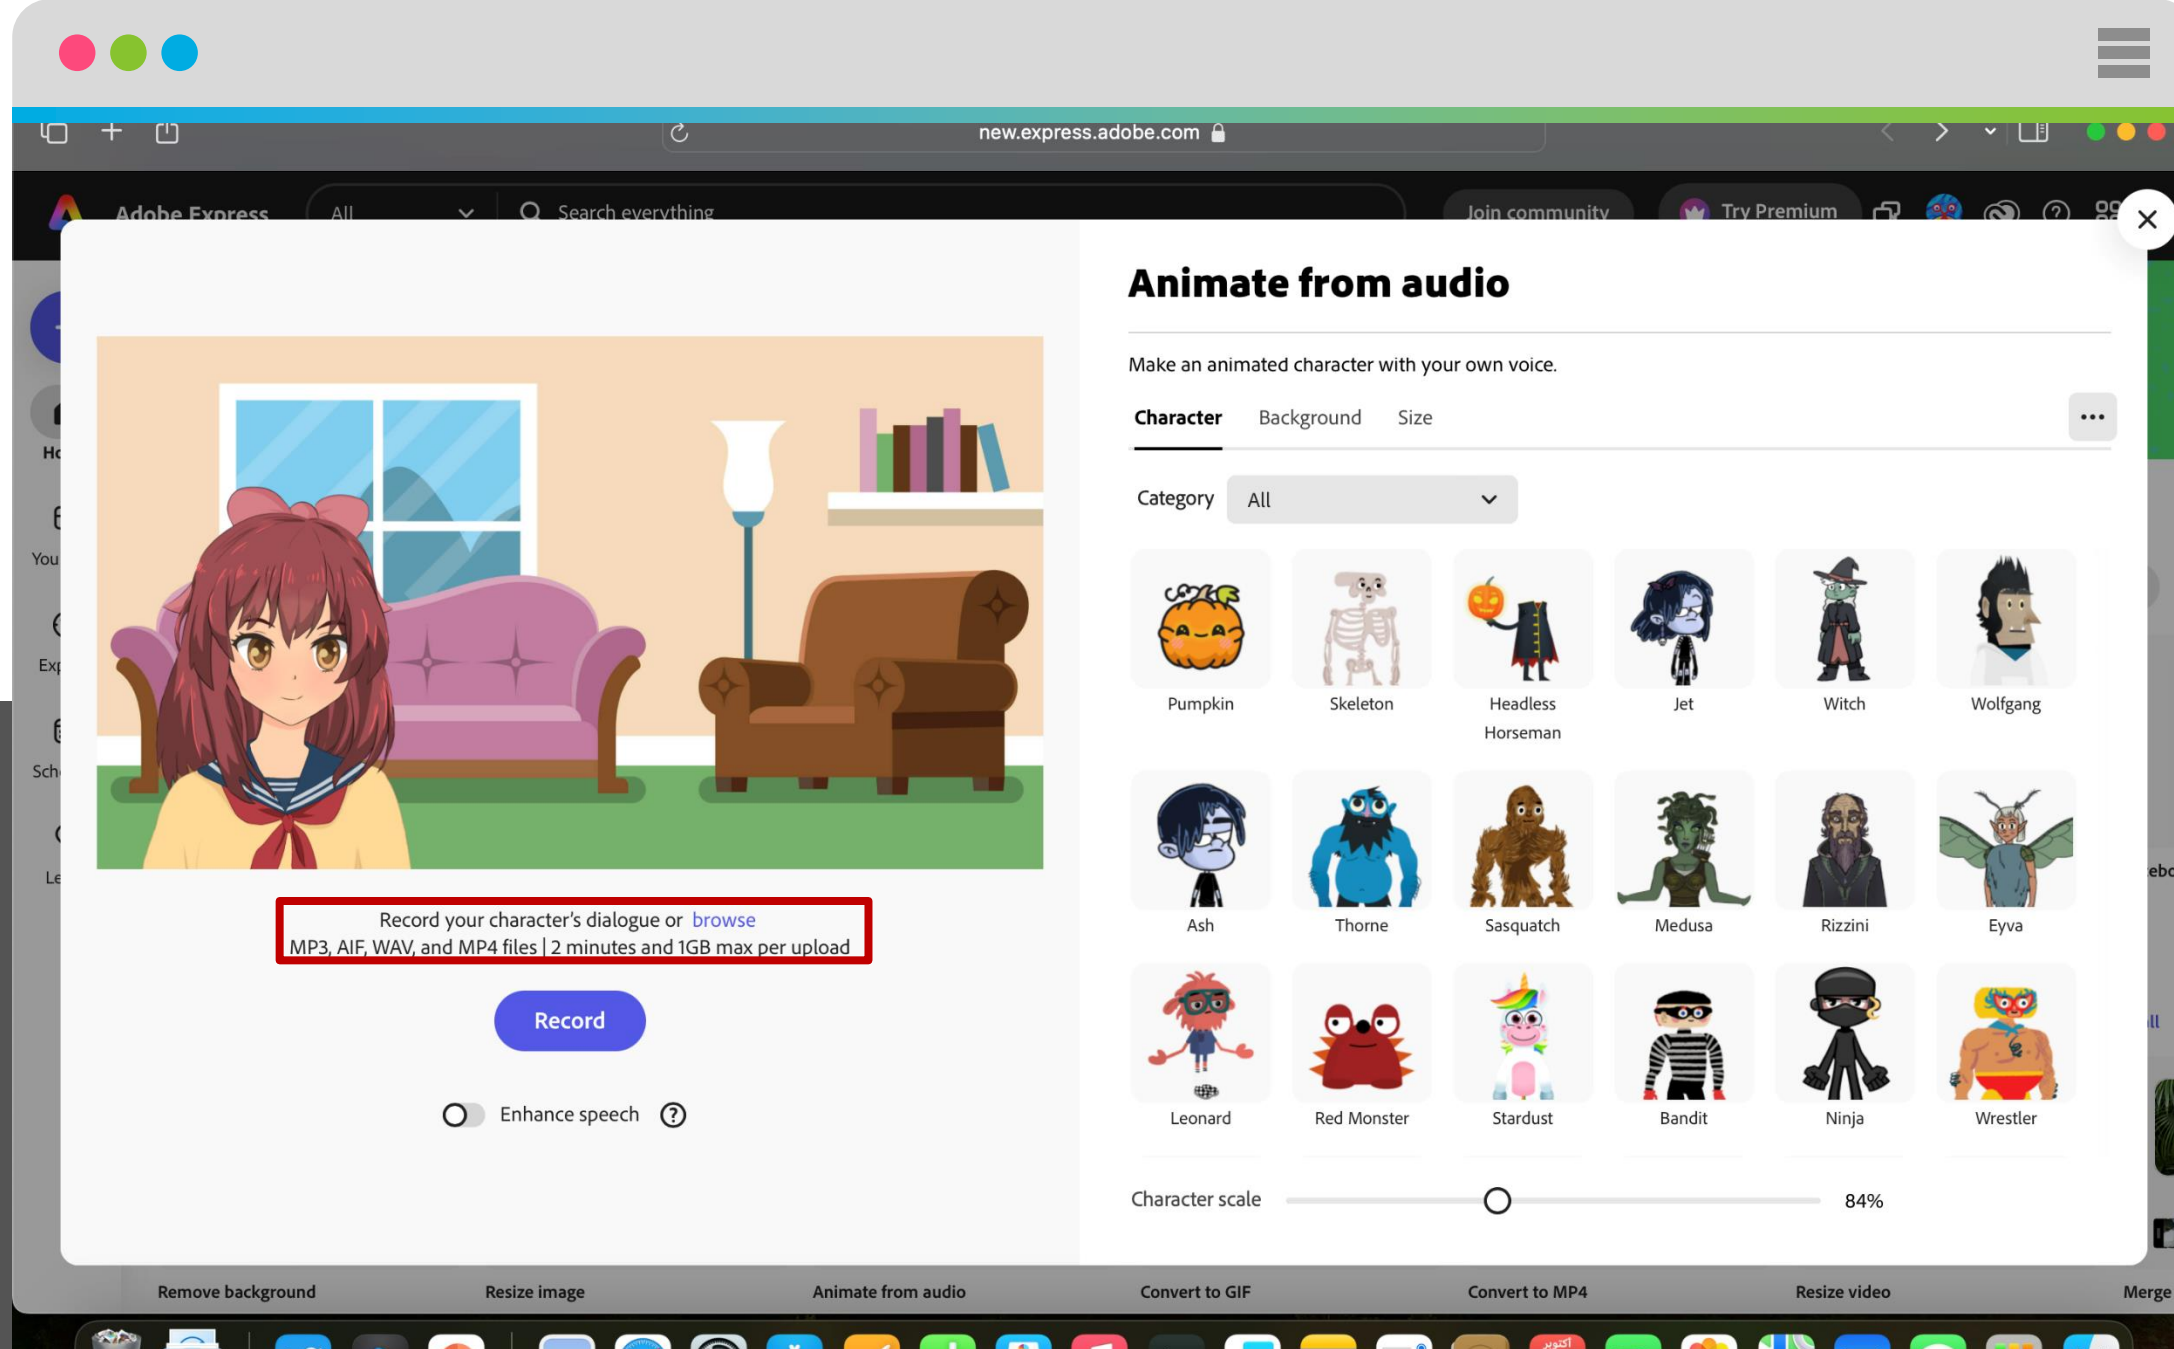 new.express.adobe.com
Adobe Express
All
Search everything
Join community
Try Premium
Animate from audio
Make an animated character with your own voice.
Character Background Size
Category All
Pumpkin Skeleton Headless Horseman Jet Witch Wolfgang
Ash Thorne Sasquatch Medusa Rizzini Eyva
Leonard Red Monster Stardust Bandit Ninja Wrestler
Character scale 84%
Record your character's dialogue or browse
MP3, AIF, WAV, and MP4 files | 2 minutes and 1GB max per upload
Record
Enhance speech
Remove background Resize image Animate from audio Convert to GIF Convert to MP4 Resize video Merge
أكتوبر